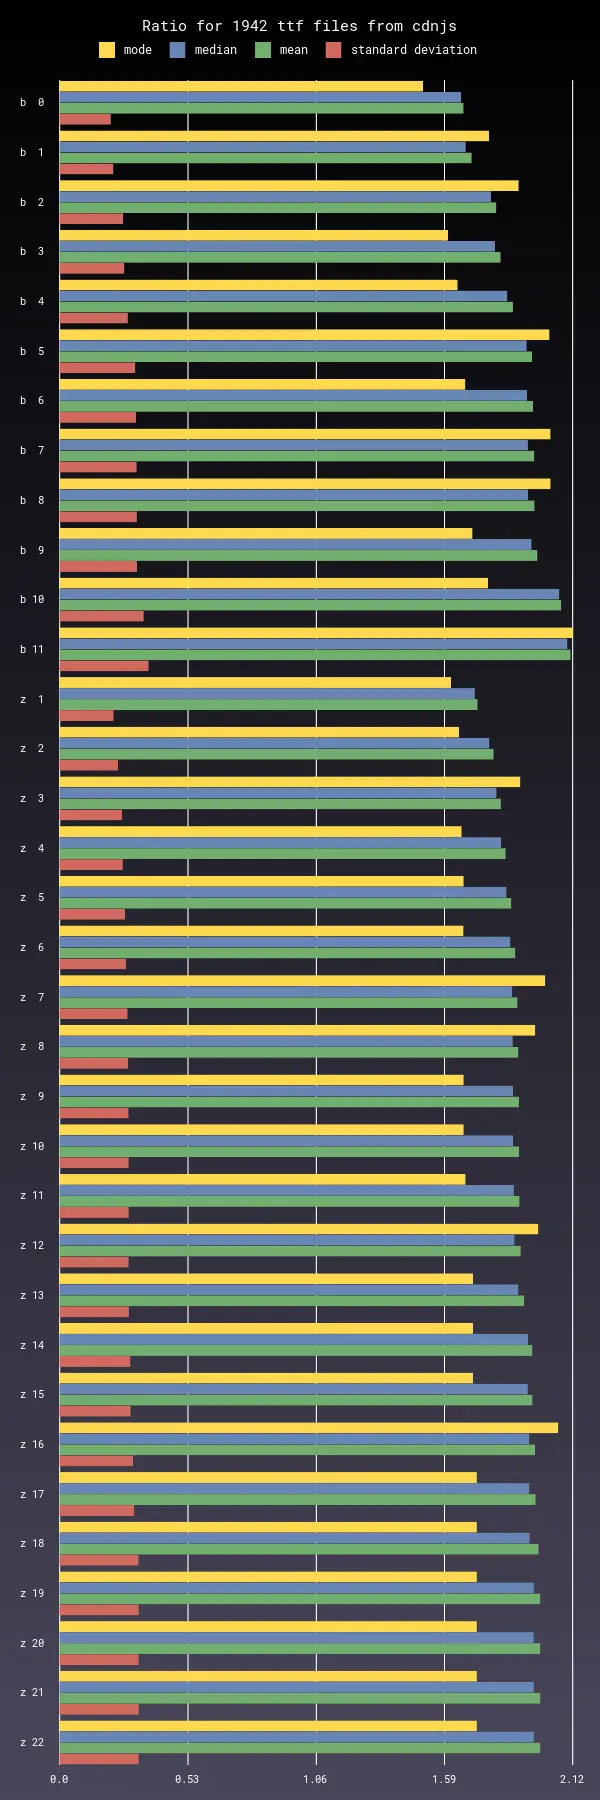 Ratio for 1942 ttf files from cdnjs
mode median mean standard deviation
b 0
b 1
b 2
b 3
b 4
b 5
b 6
b 7
b 8
b 9
b 10
b 11
z 1
z 2
z 3
z 4
z 5
z 6
z 7
z 8
z 9
z 10
z 11
z 12
z 13
z 14
z 15
z 16
z 17
z 18
z 19
z 20
z 21
z 22
0.0 0.53 1.06 1.59 2.12